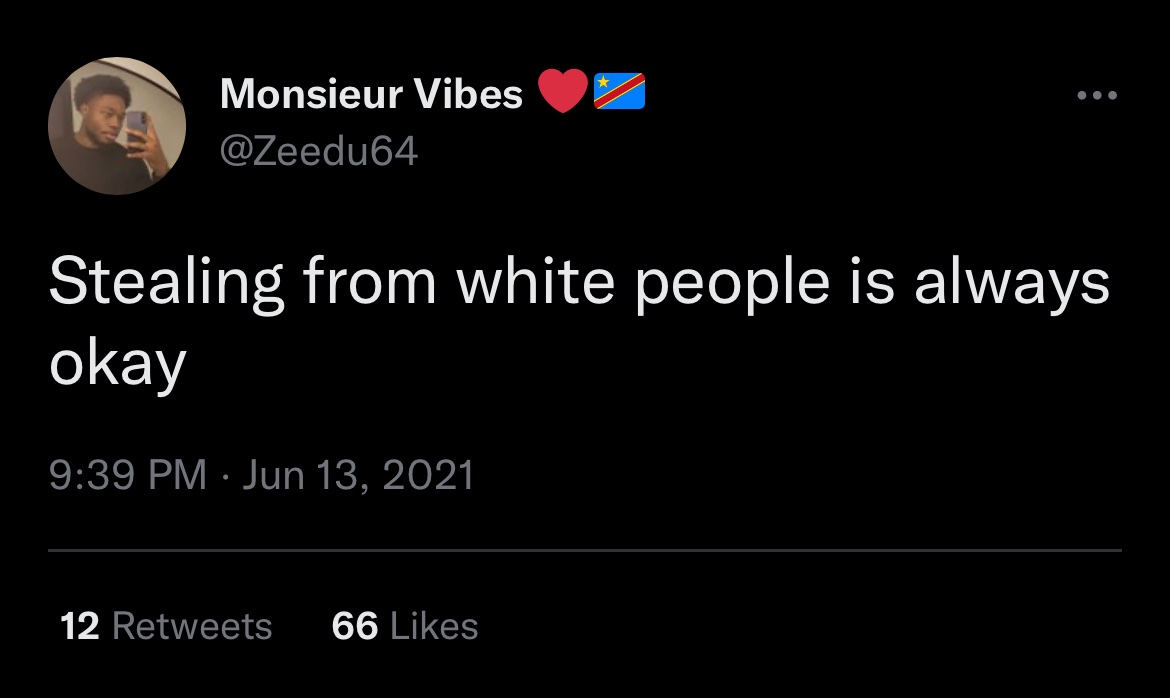 Monsieur Vibes ❤️🇨🇩
@Zeedu64
Stealing from white people is always
okay
9:39 PM · Jun 13, 2021
12 Retweets 66 Likes